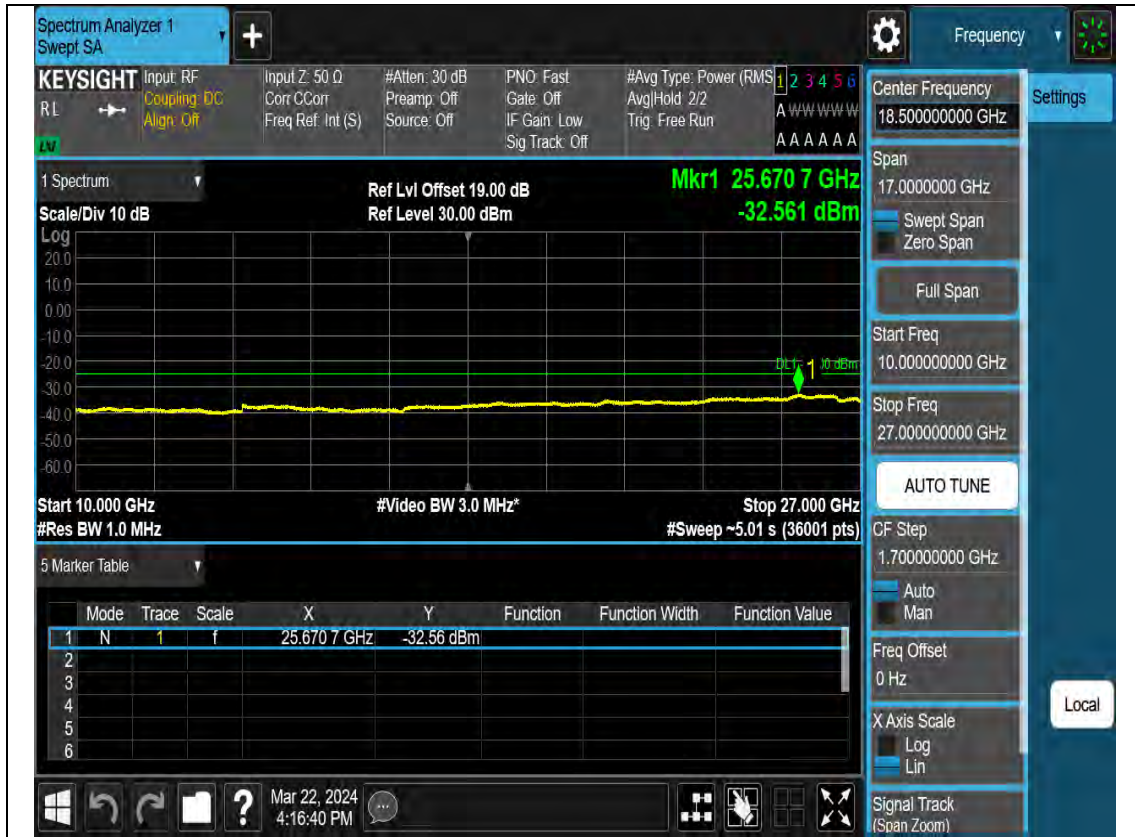 Spectrum Analyzer 1
Swept SA
Frequency
KEYSIGHT
RL
Input: RF
Coupling: DC
Align: Off
Input Z: 50 Ω
Corr CCorr
Freq Ref: Int (S)
#Atten: 30 dB
Preamp: Off
Source: Off
PNO: Fast
Gate: Off
IF Gain: Low
Sig Track: Off
#Avg Type: Power (RMS
Avg|Hold: 2/2
Trig: Free Run
1 2 3 4 5 6
A W W W W W
A A A A A A
1 Spectrum
Scale/Div 10 dB
Ref Lvl Offset 19.00 dB
Ref Level 30.00 dBm
Mkr1 25.670 7 GHz
-32.561 dBm
Log
20.0
10.0
0.00
-10.0
-20.0
-30.0
-40.0
-50.0
-60.0
DL1
1
00 dBm
Start 10.000 GHz
#Video BW 3.0 MHz*
Stop 27.000 GHz
#Res BW 1.0 MHz
#Sweep ~5.01 s (36001 pts)
5 Marker Table
Mode Trace Scale X Y Function Function Width Function Value
1 N 1 f 25.670 7 GHz -32.56 dBm
2
3
4
5
6
Mar 22, 2024
4:16:40 PM
Center Frequency
18.500000000 GHz
Settings
Span
17.0000000 GHz
Swept Span
Zero Span
Full Span
Start Freq
10.000000000 GHz
Stop Freq
27.000000000 GHz
AUTO TUNE
CF Step
1.700000000 GHz
Auto
Man
Freq Offset
0 Hz
X Axis Scale
Log
Lin
Local
Signal Track
(Span Zoom)